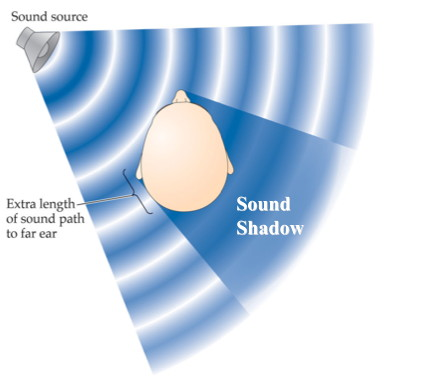 Sound source
Extra length
of sound path
to far ear
Sound
Shadow